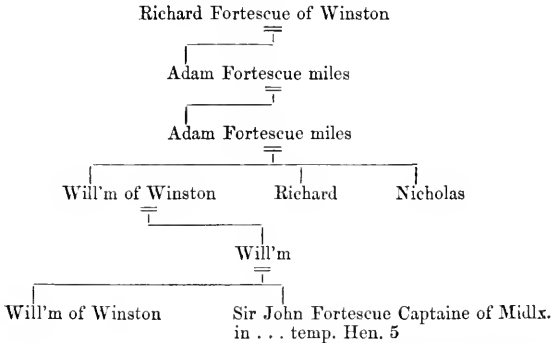 Richard Fortescue of Winston
Adam Fortescue miles
Adam Fortescue miles
Will'm of Winston Richard Nicholas
Will'm
Will'm of Winston Sir John Fortescue Captaine of Midlx.
in . . . temp. Hen. 5